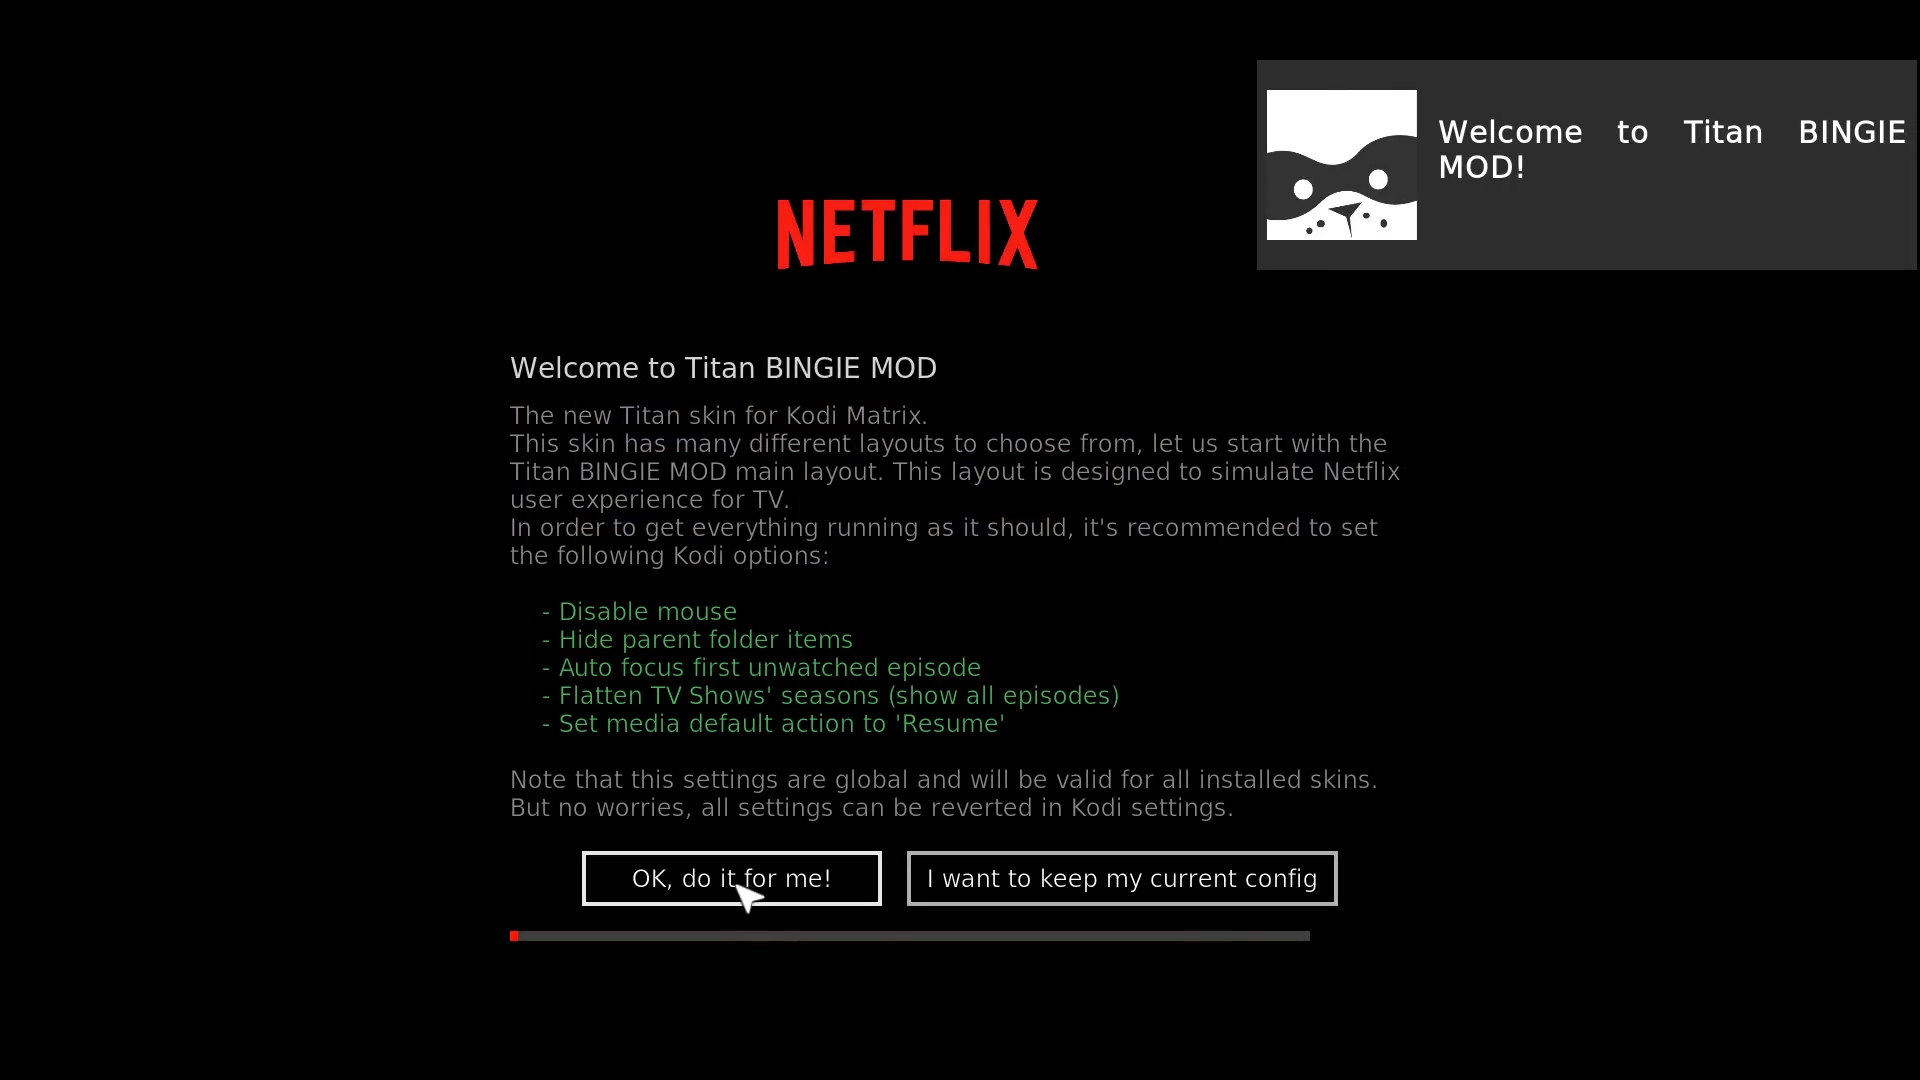 Welcome to Titan BINGIE
MOD!
NETFLIX
Welcome to Titan BINGIE MOD
The new Titan skin for Kodi Matrix.
This skin has many different layouts to choose from, let us start with the
Titan BINGIE MOD main layout. This layout is designed to simulate Netflix
user experience for TV.
In order to get everything running as it should, it's recommended to set
the following Kodi options:
- Disable mouse
- Hide parent folder items
- Auto focus first unwatched episode
- Flatten TV Shows' seasons (show all episodes)
- Set media default action to 'Resume'
Note that this settings are global and will be valid for all installed skins.
But no worries, all settings can be reverted in Kodi settings.
OK, do it for me!
I want to keep my current config